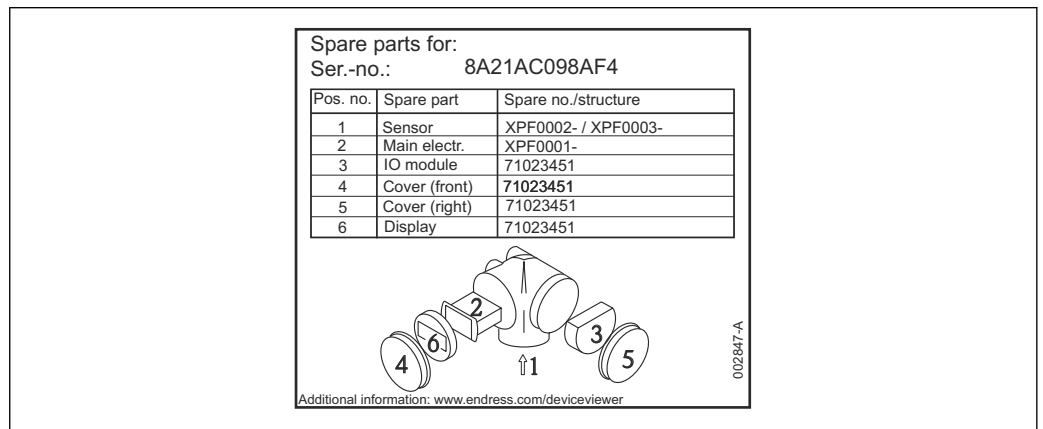 Spare parts for:
Ser.-no.: 8A21AC098AF4
Pos. no. Spare part Spare no./structure
1 Sensor XPF0002- / XPF0003-
2 Main electr. XPF0001-
3 IO module 71023451
4 Cover (front) 71023451
5 Cover (right) 71023451
6 Display 71023451
2
6
3
4
⇧1
5
002847-A
Additional information: www.endress.com/deviceviewer